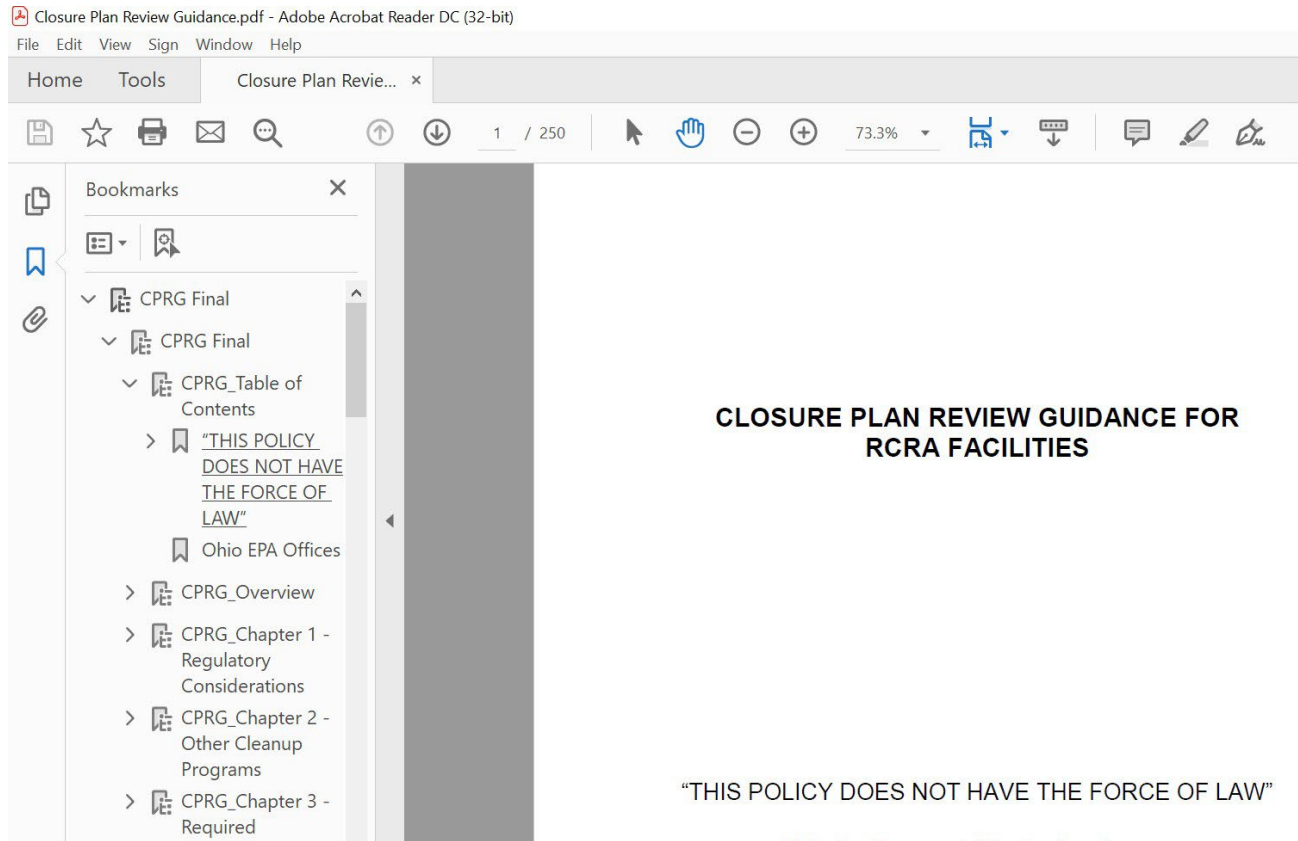 Closure Plan Review Guidance.pdf - Adobe Acrobat Reader DC (32-bit)
File Edit View Sign Window Help
Home Tools Closure Plan Revie... ×
1 / 250 73.3%
Bookmarks
CPRG Final
CPRG Final
CPRG_Table of
Contents
"THIS POLICY
DOES NOT HAVE
THE FORCE OF
LAW"
Ohio EPA Offices
CPRG_Overview
CPRG_Chapter 1 -
Regulatory
Considerations
CPRG_Chapter 2 -
Other Cleanup
Programs
CPRG_Chapter 3 -
Required
CLOSURE PLAN REVIEW GUIDANCE FOR
RCRA FACILITIES
“THIS POLICY DOES NOT HAVE THE FORCE OF LAW”